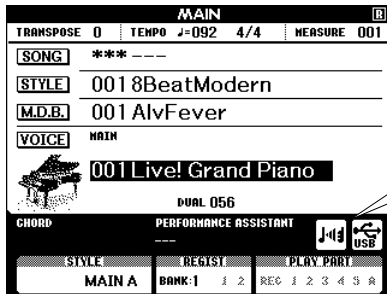 MAIN B
TRANSPOSE 0 TEMPO ♩=092 4/4 MEASURE 001
SONG *** ---
STYLE 001 8BeatModern
M.D.B. 001 AlvFever
VOICE MAIN
001 Live! Grand Piano
DUAL 056
CHORD PERFORMANCE ASSISTANT
---
USB
STYLE REGIST PLAY PART
MAIN A BANK:1 1 2 REC 1 2 3 4 5 A